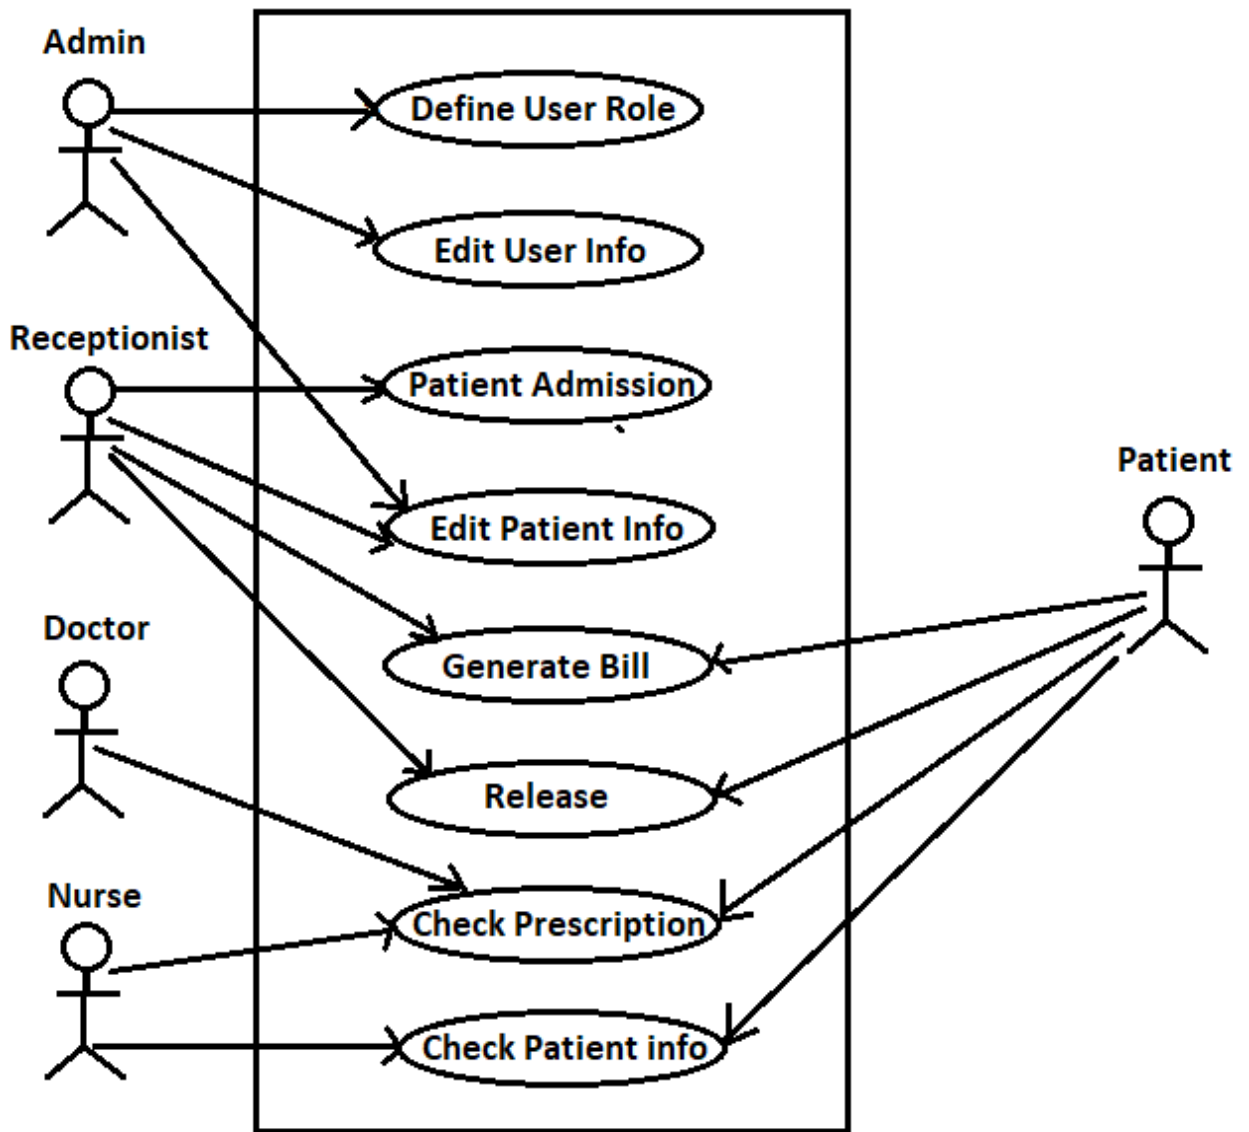 Admin
Define User Role
Edit User Info
Receptionist
Patient Admission
Patient
Edit Patient Info
Doctor
Generate Bill
Release
Nurse
Check Prescription
Check Patient info